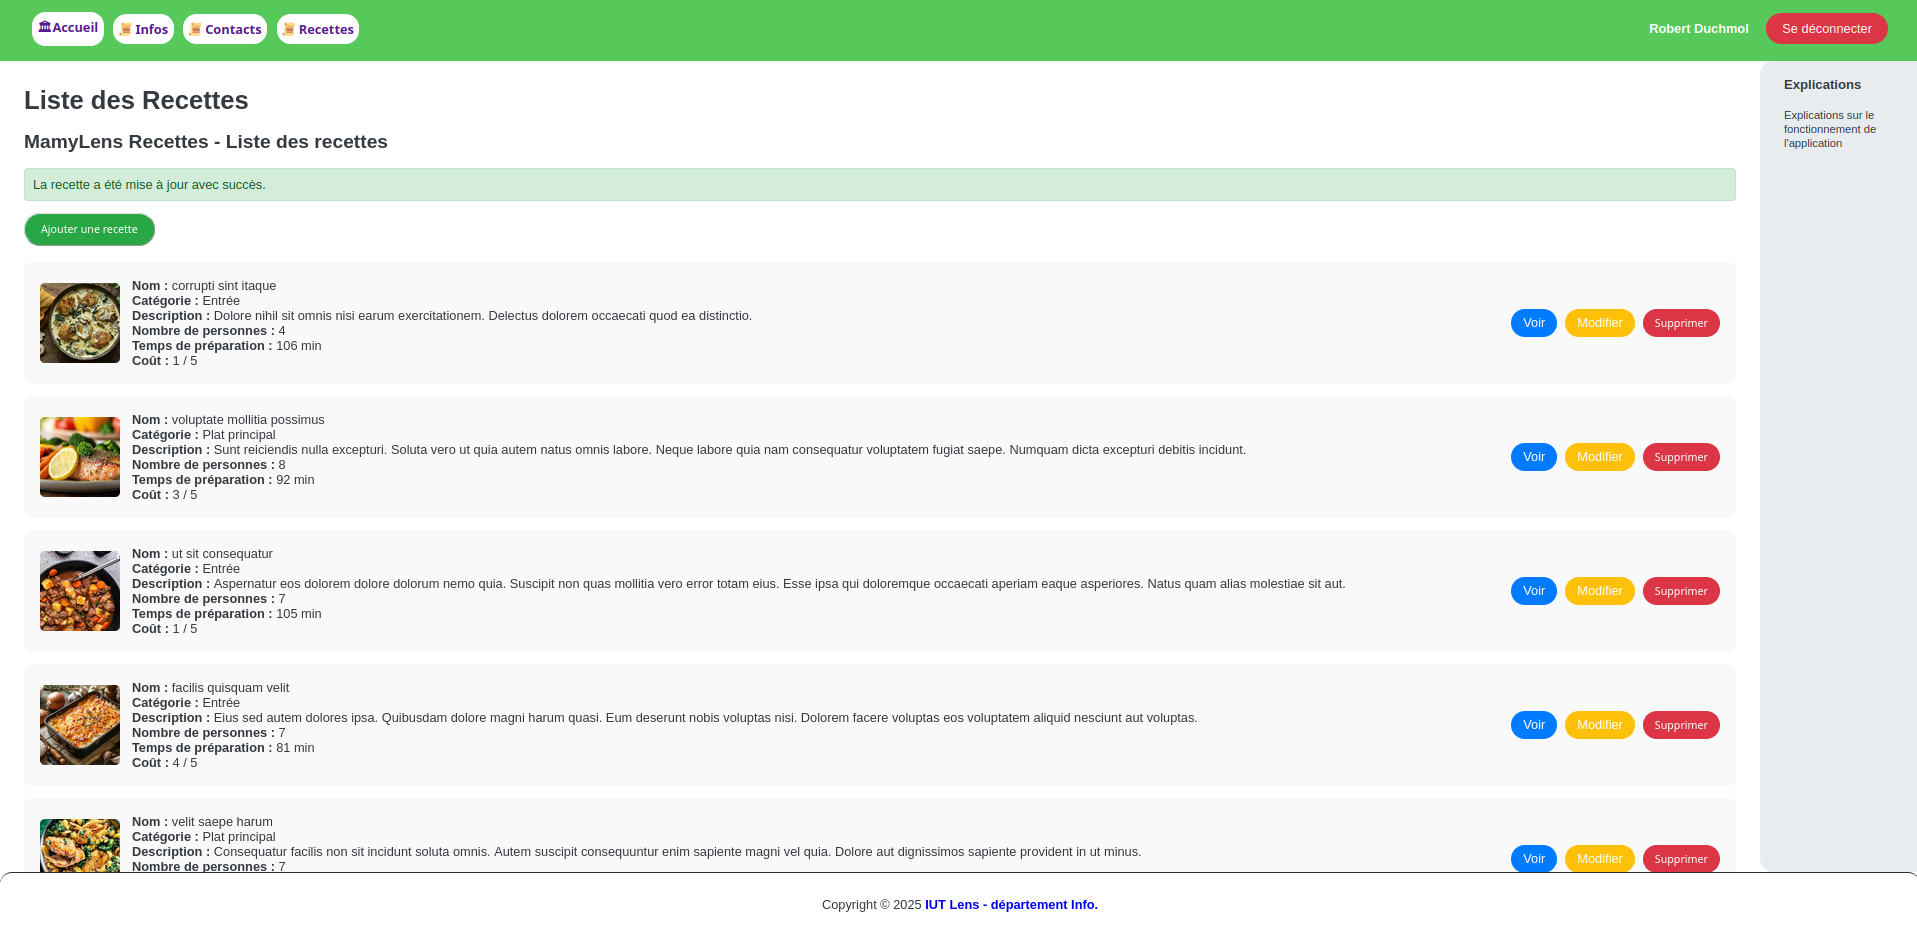 🏛Accueil 📜 Infos 📜 Contacts 📜 Recettes Robert Duchmol Se déconnecter
Liste des Recettes
MamyLens Recettes - Liste des recettes
La recette a été mise à jour avec succès.
Ajouter une recette
Nom : corrupti sint itaque
Catégorie : Entrée
Description : Dolore nihil sit omnis nisi earum exercitationem. Delectus dolorem occaecati quod ea distinctio.
Nombre de personnes : 4
Temps de préparation : 106 min
Coût : 1 / 5
Voir Modifier Supprimer
Nom : voluptate mollitia possimus
Catégorie : Plat principal
Description : Sunt reiciendis nulla excepturi. Soluta vero ut quia autem natus omnis labore. Neque labore quia nam consequatur voluptatem fugiat saepe. Numquam dicta excepturi debitis incidunt.
Nombre de personnes : 8
Temps de préparation : 92 min
Coût : 3 / 5
Voir Modifier Supprimer
Nom : ut sit consequatur
Catégorie : Entrée
Description : Aspernatur eos dolorem dolore dolorum nemo quia. Suscipit non quas mollitia vero error totam eius. Esse ipsa qui doloremque occaecati aperiam eaque asperiores. Natus quam alias molestiae sit aut.
Nombre de personnes : 7
Temps de préparation : 105 min
Coût : 1 / 5
Voir Modifier Supprimer
Nom : facilis quisquam velit
Catégorie : Entrée
Description : Eius sed autem dolores ipsa. Quibusdam dolore magni harum quasi. Eum deserunt nobis voluptas nisi. Dolorem facere voluptas eos voluptatem aliquid nesciunt aut voluptas.
Nombre de personnes : 7
Temps de préparation : 81 min
Coût : 4 / 5
Voir Modifier Supprimer
Nom : velit saepe harum
Catégorie : Plat principal
Description : Consequatur facilis non sit incidunt soluta omnis. Autem suscipit consequuntur enim sapiente magni vel quia. Dolore aut dignissimos sapiente provident in ut minus.
Nombre de personnes : 7
Voir Modifier Supprimer
Explications
Explications sur le
fonctionnement de
l'application
Copyright © 2025 IUT Lens - département Info.